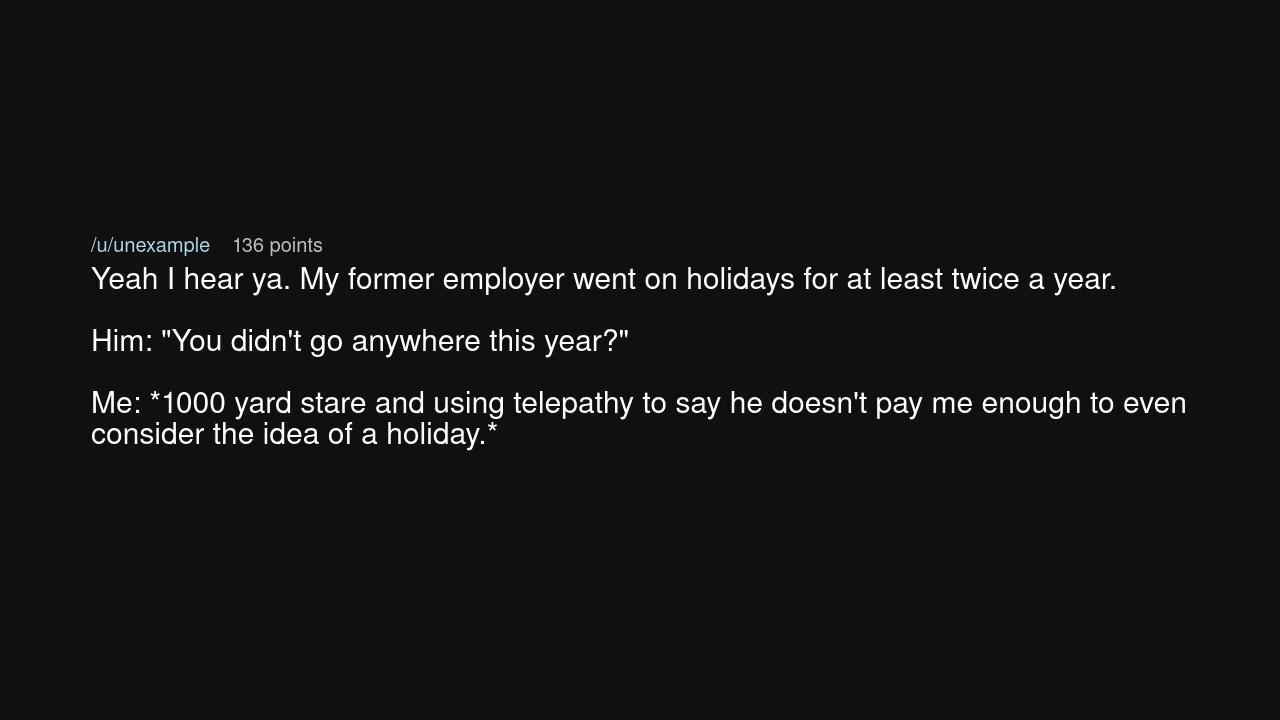 /u/unexample 136 points
Yeah I hear ya. My former employer went on holidays for at least twice a year.
Him: "You didn't go anywhere this year?"
Me: *1000 yard stare and using telepathy to say he doesn't pay me enough to even
consider the idea of a holiday.*